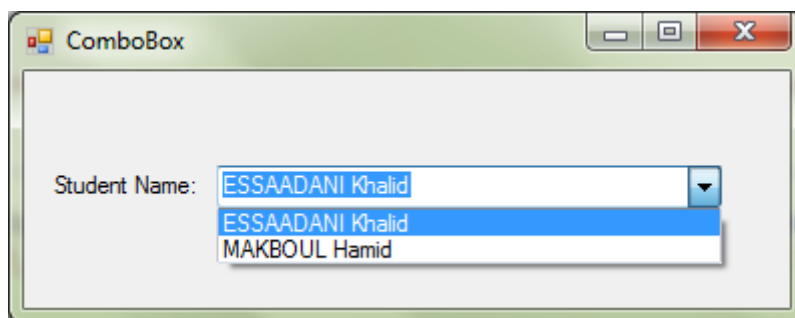 ComboBox
Student Name: ESSAADANI Khalid
ESSAADANI Khalid
MAKBOUL Hamid